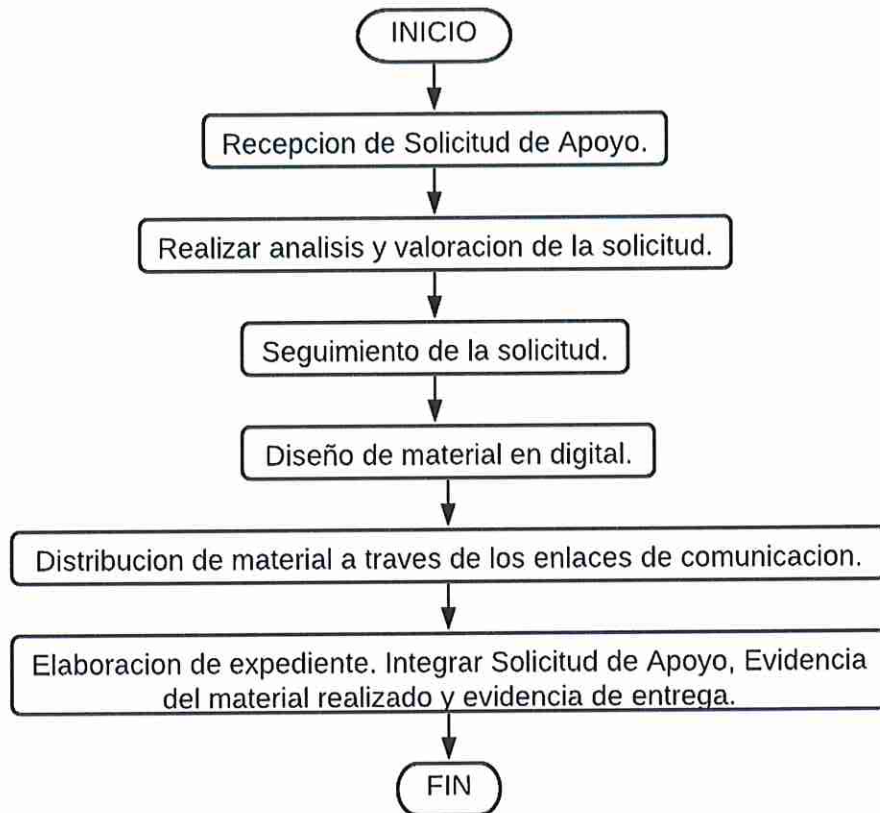 INICIO
Recepcion de Solicitud de Apoyo.
Realizar analisis y valoracion de la solicitud.
Seguimiento de la solicitud.
Diseño de material en digital.
Distribucion de material a traves de los enlaces de comunicacion.
Elaboracion de expediente. Integrar Solicitud de Apoyo, Evidencia
del material realizado y evidencia de entrega.
FIN